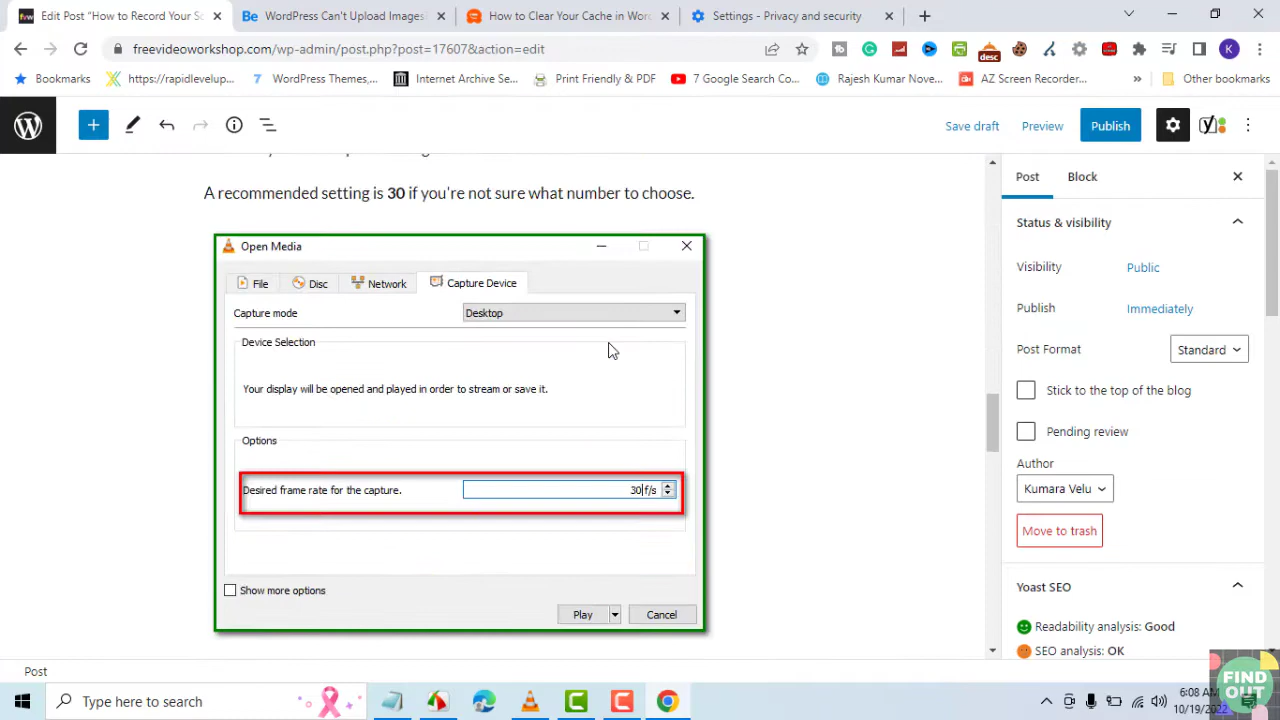 Edit Post "How to Record Your Sc
WordPress Can't Upload Images
How to Clear Your Cache in Wor
Settings - Privacy and security
freevideoworkshop.com/wp-admin/post.php?post=17607&action=edit
K
desc
Bookmarks
https://rapidlevelup...
WordPress Themes,...
Internet Archive Se...
Print Friendly & PDF
7 Google Search Co...
Rajesh Kumar Nove...
AZ Screen Recorder...
Other bookmarks
Save draft
Preview
Publish
A recommended setting is 30 if you're not sure what number to choose.
Open Media
File
Disc
Network
Capture Device
Capture mode
Desktop
Device Selection
Your display will be opened and played in order to stream or save it.
Options
Desired frame rate for the capture.
30 f/s
Show more options
Play
Cancel
Post
Block
Status & visibility
Visibility
Public
Publish
Immediately
Post Format
Standard
Stick to the top of the blog
Pending review
Author
Kumara Velu
Move to trash
Yoast SEO
Readability analysis: Good
SEO analysis: OK
Post
FIND
OUT
Type here to search
6:08 AM
10/19/2022